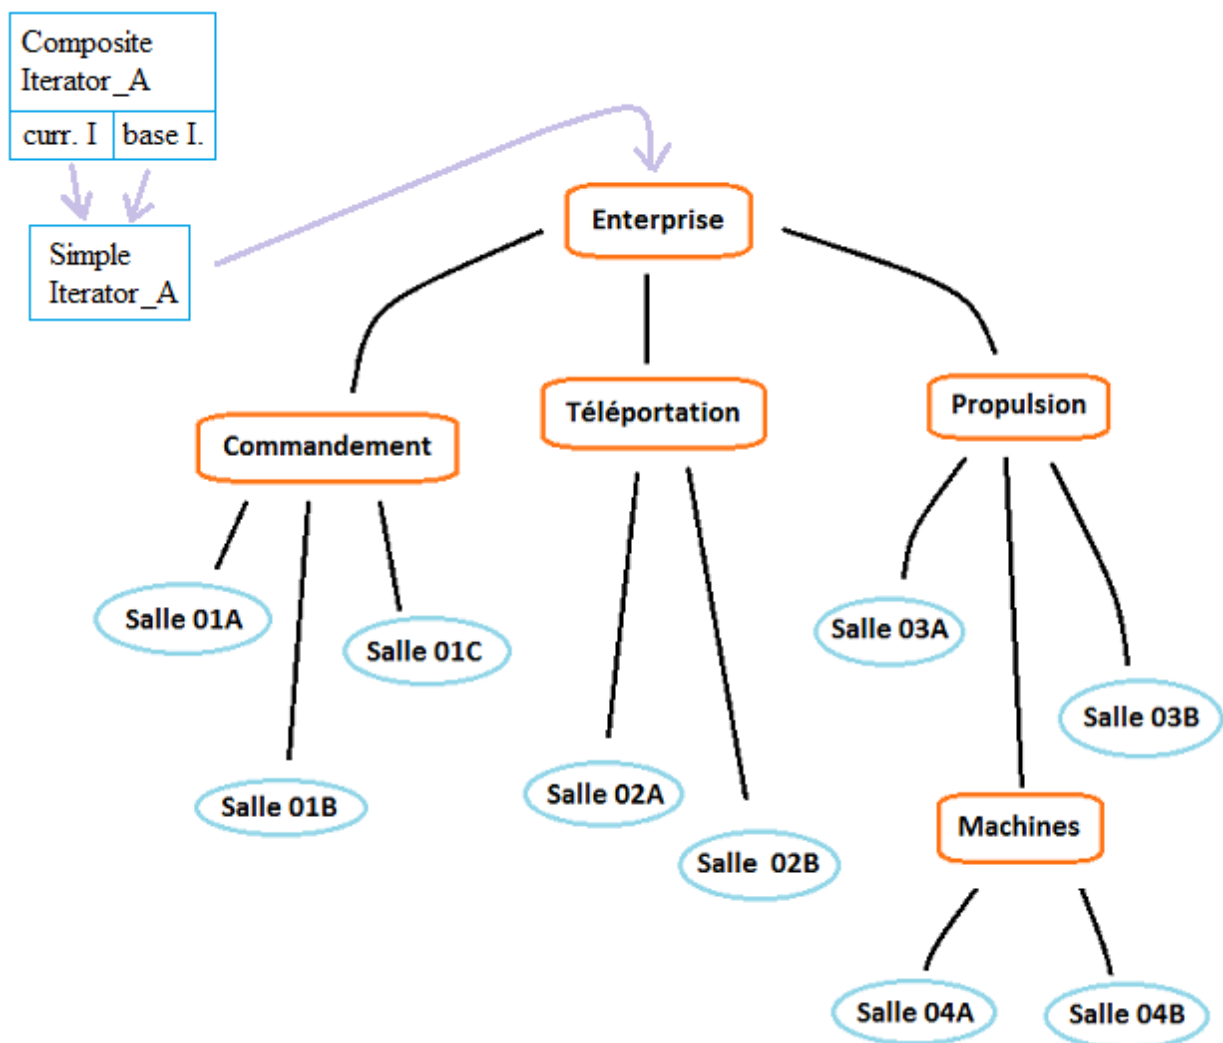 Composite
Iterator_A
curr. I
base I.
Simple
Iterator_A
Enterprise
Commandement
Téléportation
Propulsion
Salle 01A
Salle 01B
Salle 01C
Salle 02A
Salle  02B
Salle 03A
Salle 03B
Machines
Salle 04A
Salle 04B